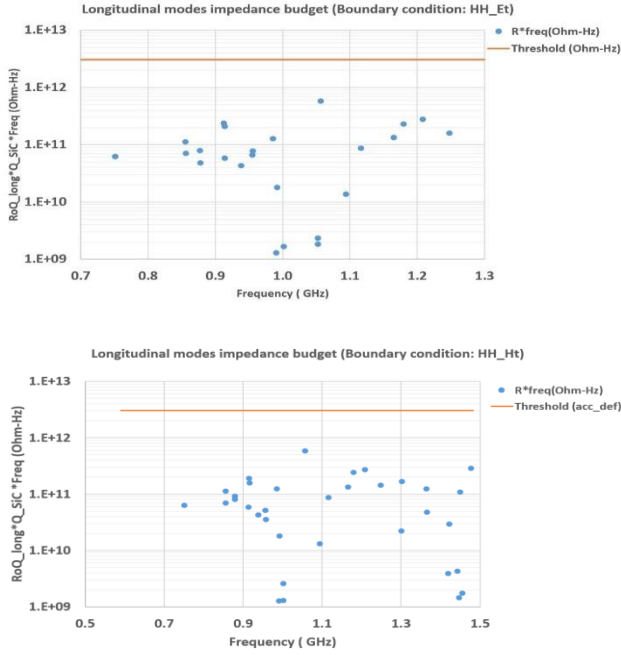 Longitudinal modes impedance budget (Boundary condition: HH_Et)
1.E+13
1.E+12
1.E+11
1.E+10
1.E+09
RoQ_long*Q_SiC *Freq (Ohm-Hz)
0.7 0.8 0.9 1.0 1.1 1.2 1.3
Frequency ( GHz)
R*freq(Ohm-Hz)
Threshold (Ohm-Hz)
Longitudinal modes impedance budget (Boundary condition: HH_Ht)
1.E+13
1.E+12
1.E+11
1.E+10
1.E+09
RoQ_long*Q_SiC *Freq (Ohm-Hz)
0.5 0.7 0.9 1.1 1.3 1.5
Frequency ( GHz)
R*freq(Ohm-Hz)
Threshold (acc_def)